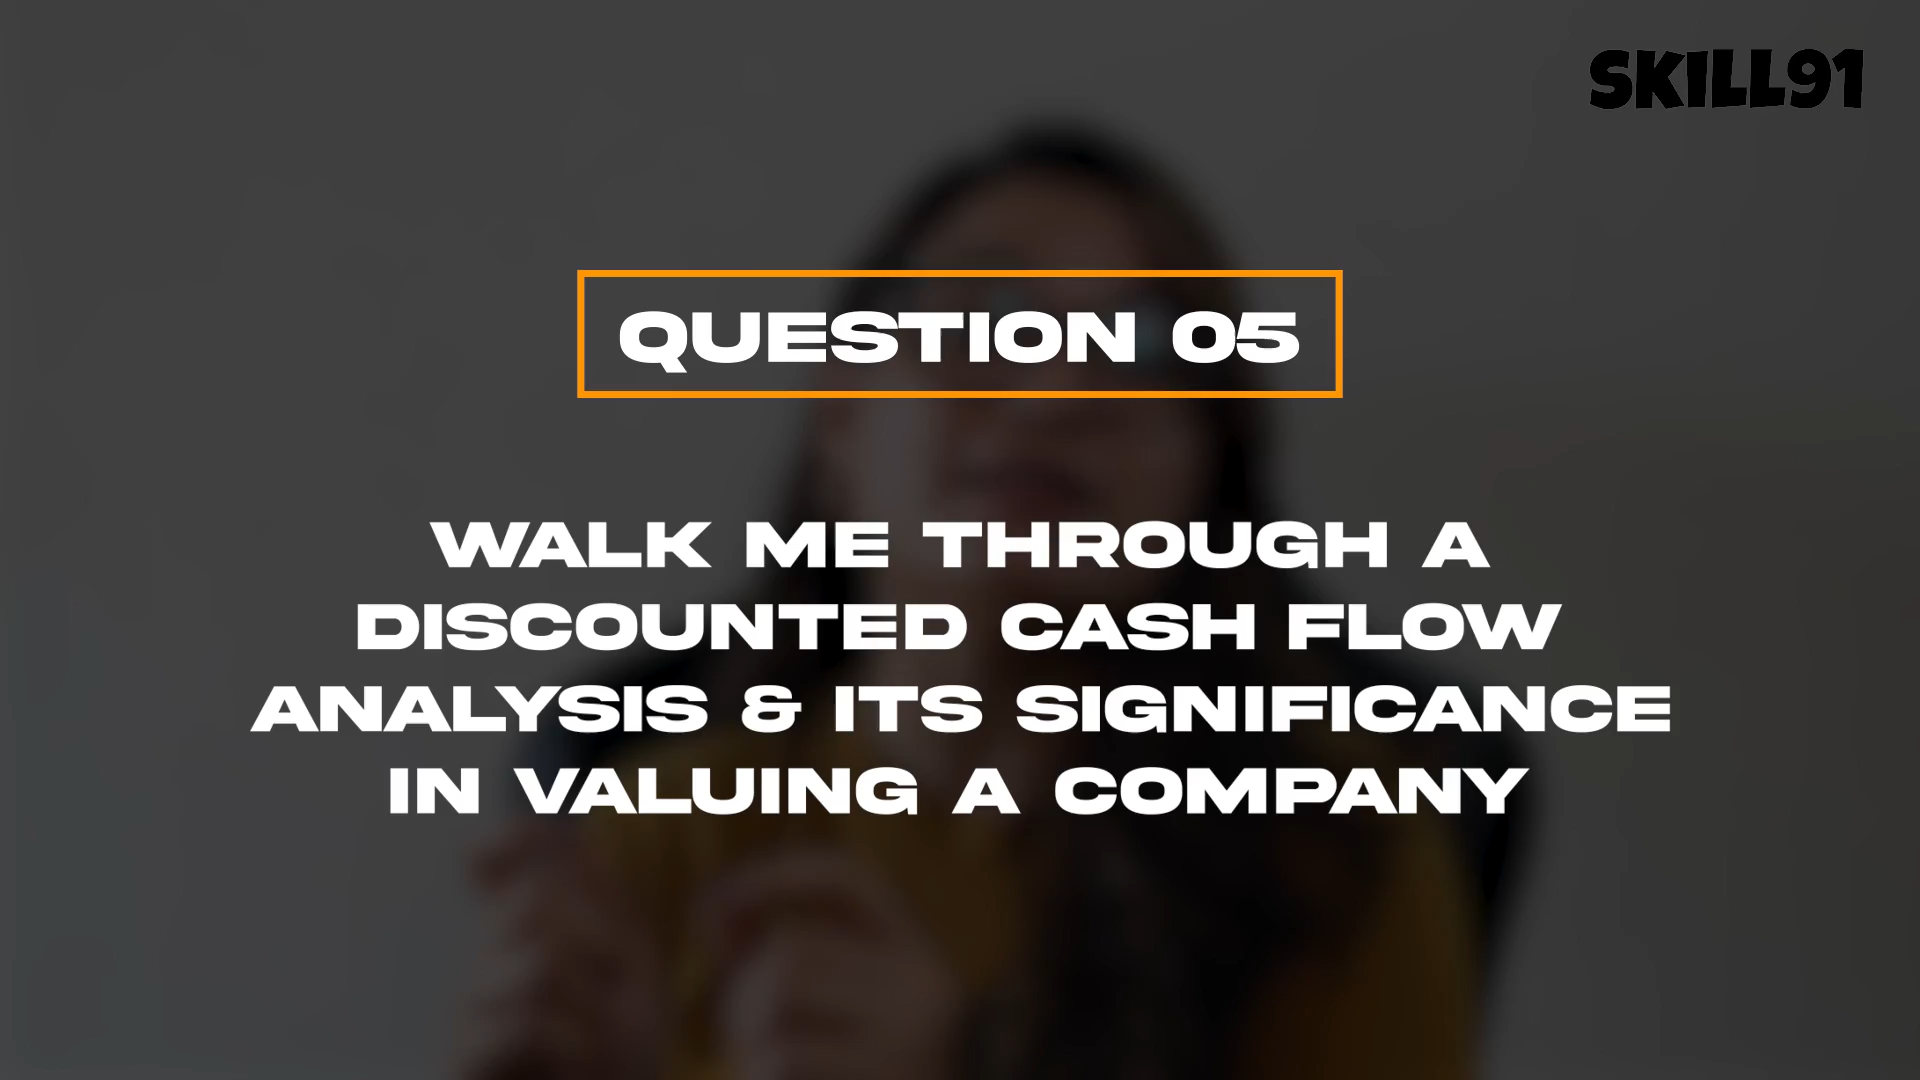 SKILL91
QUESTION 05
WALK ME THROUGH A
DISCOUNTED CASH FLOW
ANALYSIS & ITS SIGNIFICANCE
IN VALUING A COMPANY